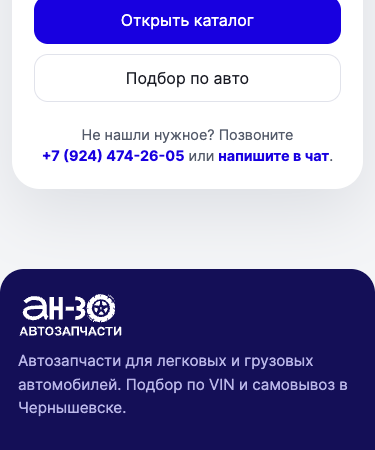 Открыть каталог
Подбор по авто
Не нашли нужное? Позвоните
+7 (924) 474-26-05 или напишите в чат.
ан-зо
АВТОЗАПЧАСТИ
Автозапчасти для легковых и грузовых
автомобилей. Подбор по VIN и самовывоз в
Чернышевске.